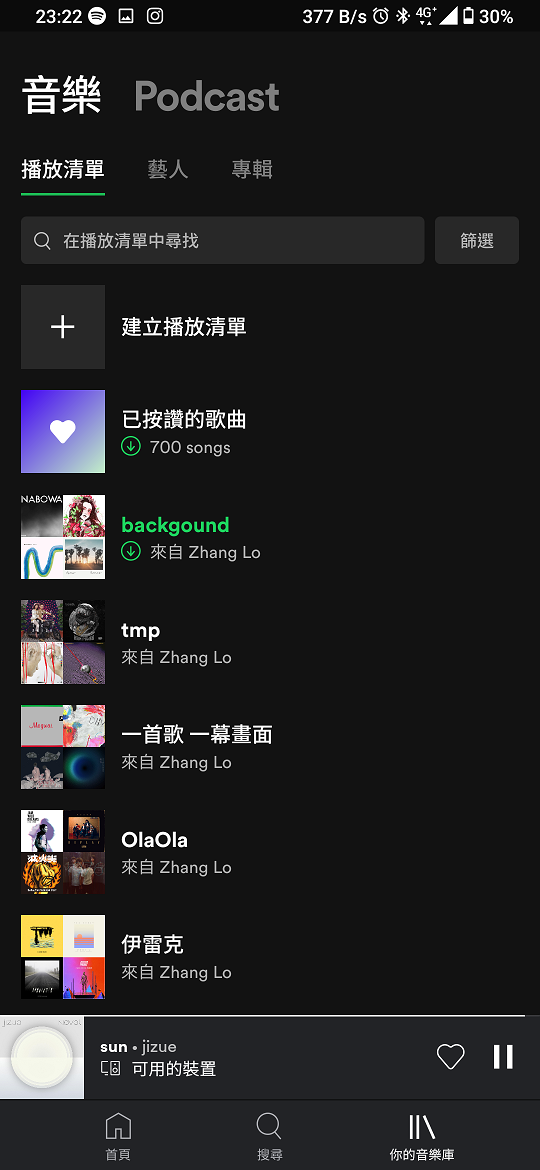 23:22 377 B/s 4G+ 30%
音樂 Podcast
播放清單 藝人 專輯
在播放清單中尋找 篩選
建立播放清單
已按讚的歌曲
700 songs
NABOWA
backgound
來自 Zhang Lo
tmp
來自 Zhang Lo
Mogwai
一首歌 一幕畫面
來自 Zhang Lo
OlaOla
來自 Zhang Lo
伊雷克
來自 Zhang Lo
jizue
sun • jizue
可用的裝置
首頁 搜尋 你的音樂庫